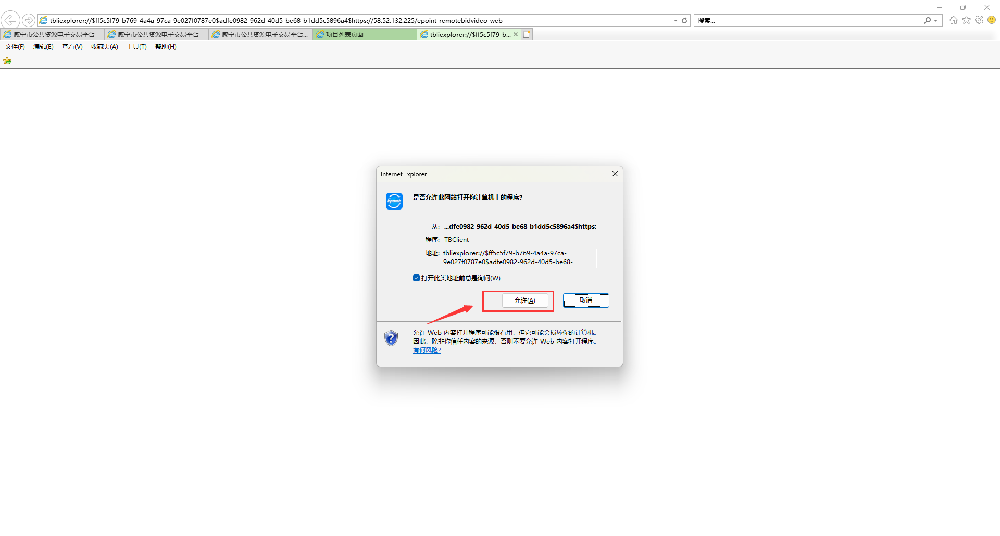 tbliexplorer://$ff5c5f79-b769-4a4a-97ca-9e027f0787e0$adfe0982-962d-40d5-be68-b1dd5c5896a4$https://58.52.132.225/epoint-remotebidvideo-web
搜索...
咸宁市公共资源电子交易平台
咸宁市公共资源电子交易平台
咸宁市公共资源电子交易平台...
项目列表页面
tbliexplorer://$ff5c5f79-b...
文件(F) 编辑(E) 查看(V) 收藏夹(A) 工具(T) 帮助(H)
Internet Explorer
Epoint
是否允许此网站打开你计算机上的程序?
从: ...dfe0982-962d-40d5-be68-b1dd5c5896a4$https:
程序: TBClient
地址: tbliexplorer://$ff5c5f79-b769-4a4a-97ca-
9e027f0787e0$adfe0982-962d-40d5-be68-
打开此类地址前总是询问(W)
允许(A)
取消
允许 Web 内容打开程序可能很有用，但它可能会损坏你的计算机。
因此，除非你信任内容的来源，否则不要允许 Web 内容打开程序。
有何风险?